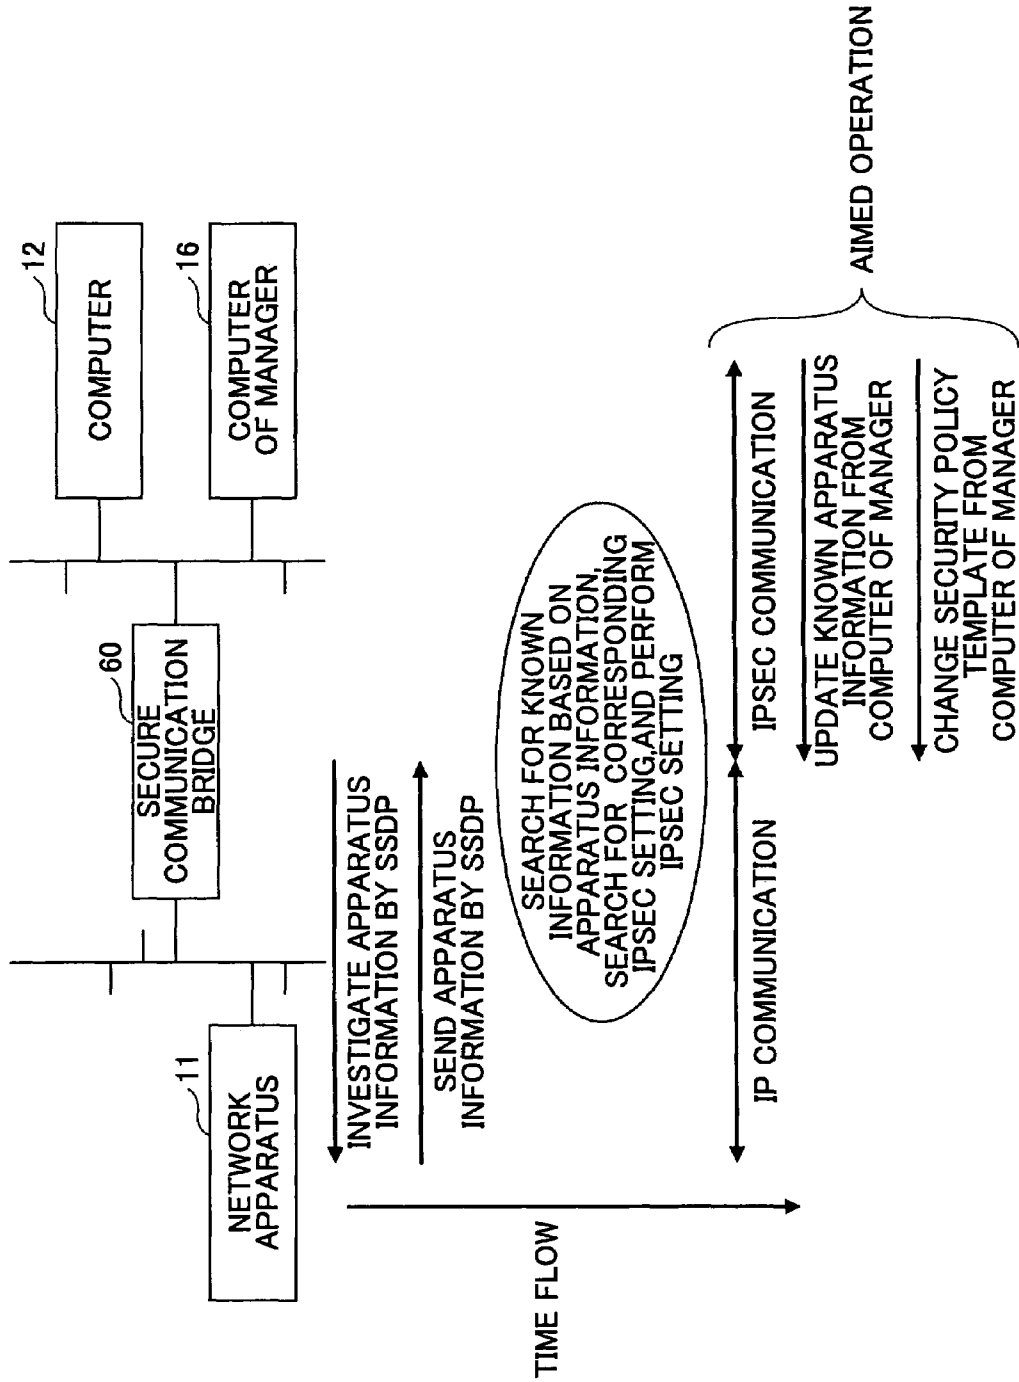 12
COMPUTER
16
COMPUTER
OF MANAGER
60
SECURE
COMMUNICATION
BRIDGE
11
NETWORK
APPARATUS
INVESTIGATE APPARATUS
INFORMATION BY SSDP
SEND APPARATUS
INFORMATION BY SSDP
TIME FLOW
SEARCH FOR KNOWN
INFORMATION BASED ON
APPARATUS INFORMATION,
SEARCH FOR CORRESPONDING
IPSEC SETTING,AND PERFORM
IPSEC SETTING
IP COMMUNICATION
IPSEC COMMUNICATION
UPDATE KNOWN APPARATUS
INFORMATION FROM
COMPUTER OF MANAGER
CHANGE SECURITY POLICY
TEMPLATE FROM
COMPUTER OF MANAGER
AIMED OPERATION